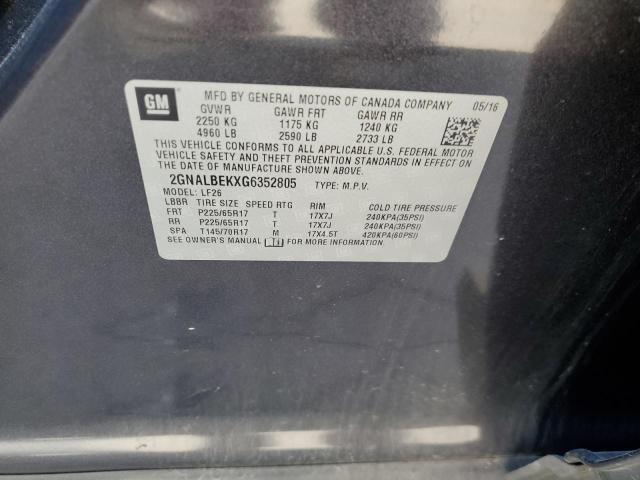 GM
MFD BY GENERAL MOTORS OF CANADA COMPANY 05/16
GVWR GAWR FRT GAWR RR
2250 KG 1175 KG 1240 KG
4960 LB 2590 LB 2733 LB
THIS VEHICLE CONFORMS TO ALL APPLICABLE U.S. FEDERAL MOTOR
VEHICLE SAFETY AND THEFT PREVENTION STANDARDS IN EFFECT
ON THE DATE OF MANUFACTURE SHOWN ABOVE.
2GNALBEKXG6352805 TYPE: M.P.V.
MODEL: LF26
LBBR TIRE SIZE SPEED RTG RIM COLD TIRE PRESSURE
FRT P225/65R17 T 17X7J 240KPA(35PSI)
RR P225/65R17 T 17X7J 240KPA(35PSI)
SPA T145/70R17 M 17X4.5T 420KPA(60PSI)
SEE OWNER'S MANUAL FOR MORE INFORMATION.